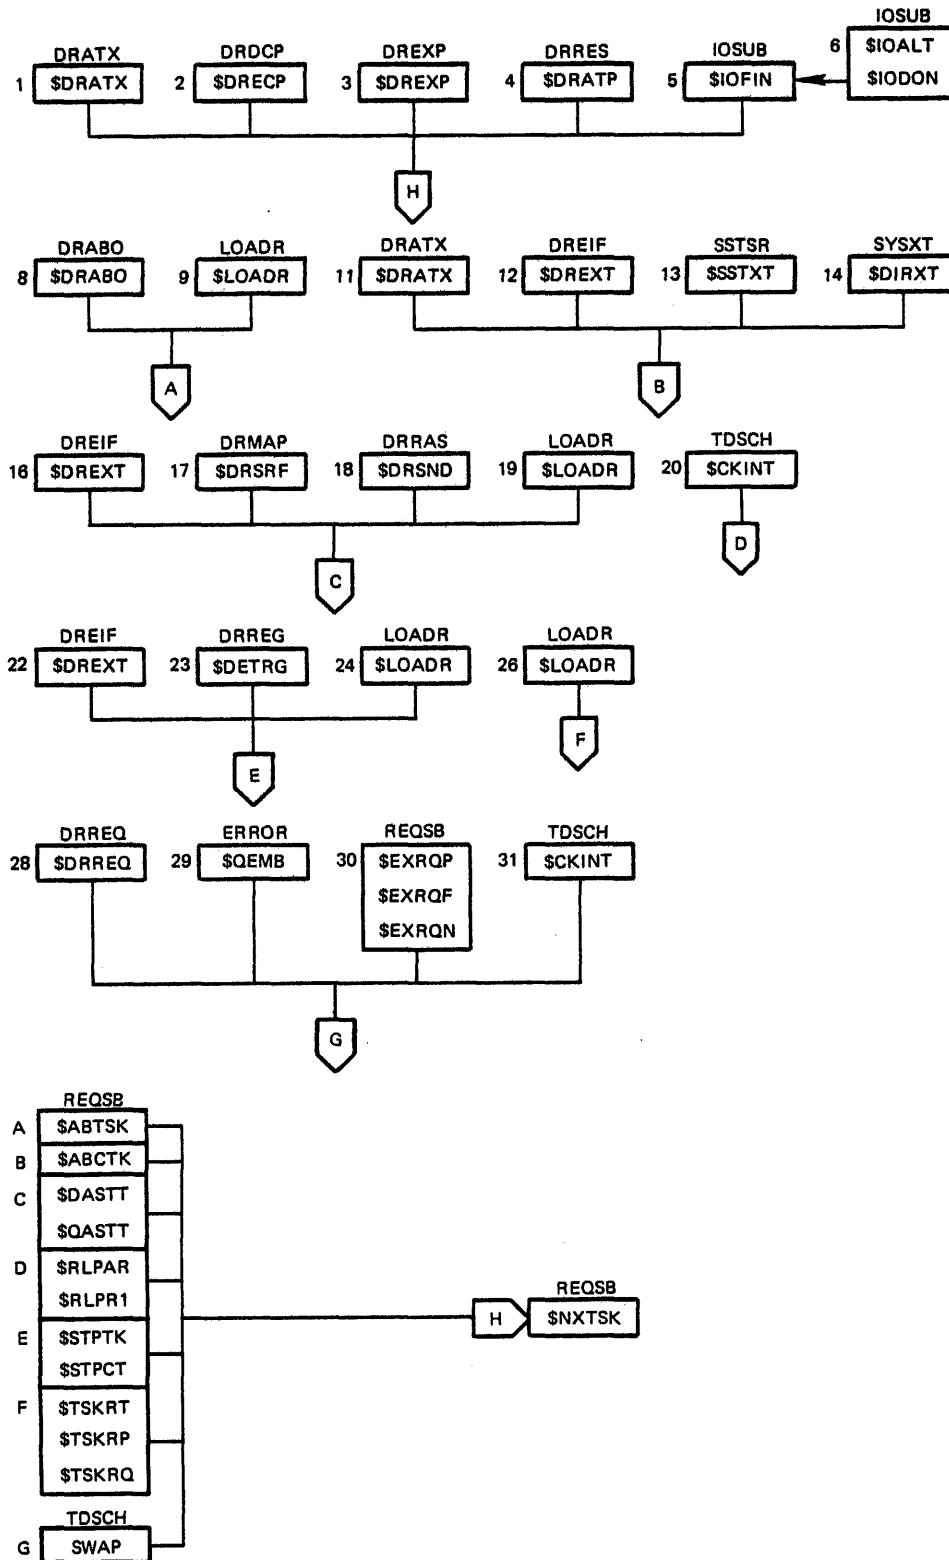 IOSUB
DRATX DRDCP DREXP DRRES IOSUB
6 $IOALT
1 $DRATX 2 $DRECP 3 $DREXP 4 $DRATP 5 $IOFIN $IODON
H
DRABO LOADR DRATX DREIF SSTSR SYSXT
8 $DRABO 9 $LOADR 11 $DRATX 12 $DREXT 13 $SSTXT 14 $DIRXT
A B
DREIF DRMAP DRRAS LOADR TDSCH
16 $DREXT 17 $DRSRF 18 $DRSND 19 $LOADR 20 $CKINT
D
C
DREIF DRREG LOADR LOADR
22 $DREXT 23 $DETRG 24 $LOADR 26 $LOADR
F
E
DRREQ ERROR REQSB TDSCH
28 $DRREQ 29 $QEMB 30 $EXRQP 31 $CKINT
$EXRQF
$EXRQN
G
REQSB
A $ABTSK
B $ABCTK
C $DASTT
$QASTT
D $RLPAR
REQSB
$RLPR1
H $NXTSK
E $STPTK
$STPCT
F $TSKRT
$TSKRP
$TSKRQ
TDSCH
G SWAP